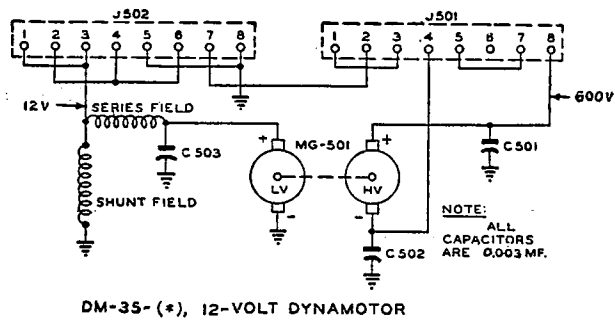 J502
J501
1 2 3 4 5 6 7 8
1 2 3 4 5 6 7 8
12V
SERIES FIELD
600V
+ MG-501 +
C 503
C 501
LV
HV
SHUNT FIELD
- -
NOTE:
ALL
CAPACITORS
ARE 0.003 MF.
C 502
DM-35-(*), 12-VOLT DYNAMOTOR